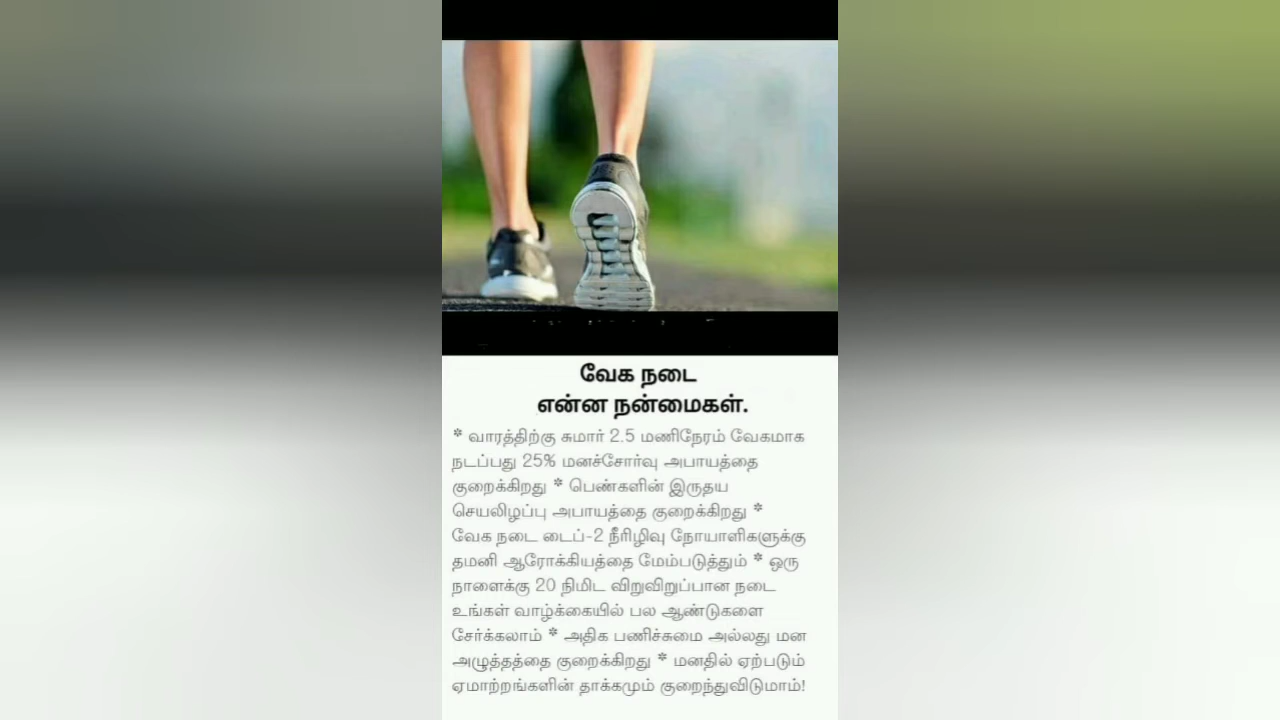 வேக நடை
என்ன நன்மைகள்.
* வாரத்திற்கு சுமார் 2.5 மணிநேரம் வேகமாக
நடப்பது 25% மனச்சோர்வு அபாயத்தை
குறைக்கிறது * பெண்களின் இருதய
செயலிழப்பு அபாயத்தை குறைக்கிறது *
வேக நடை டைப்-2 நீரிழிவு நோயாளிகளுக்கு
தமனி ஆரோக்கியத்தை மேம்படுத்தும் * ஒரு
நாளைக்கு 20 நிமிட விறுவிறுப்பான நடை
உங்கள் வாழ்க்கையில் பல ஆண்டுகளை
சேர்க்கலாம் * அதிக பணிச்சுமை அல்லது மன
அழுத்தத்தை குறைக்கிறது * மனதில் ஏற்படும்
ஏமாற்றங்களின் தாக்கமும் குறைந்துவிடுமாம்!